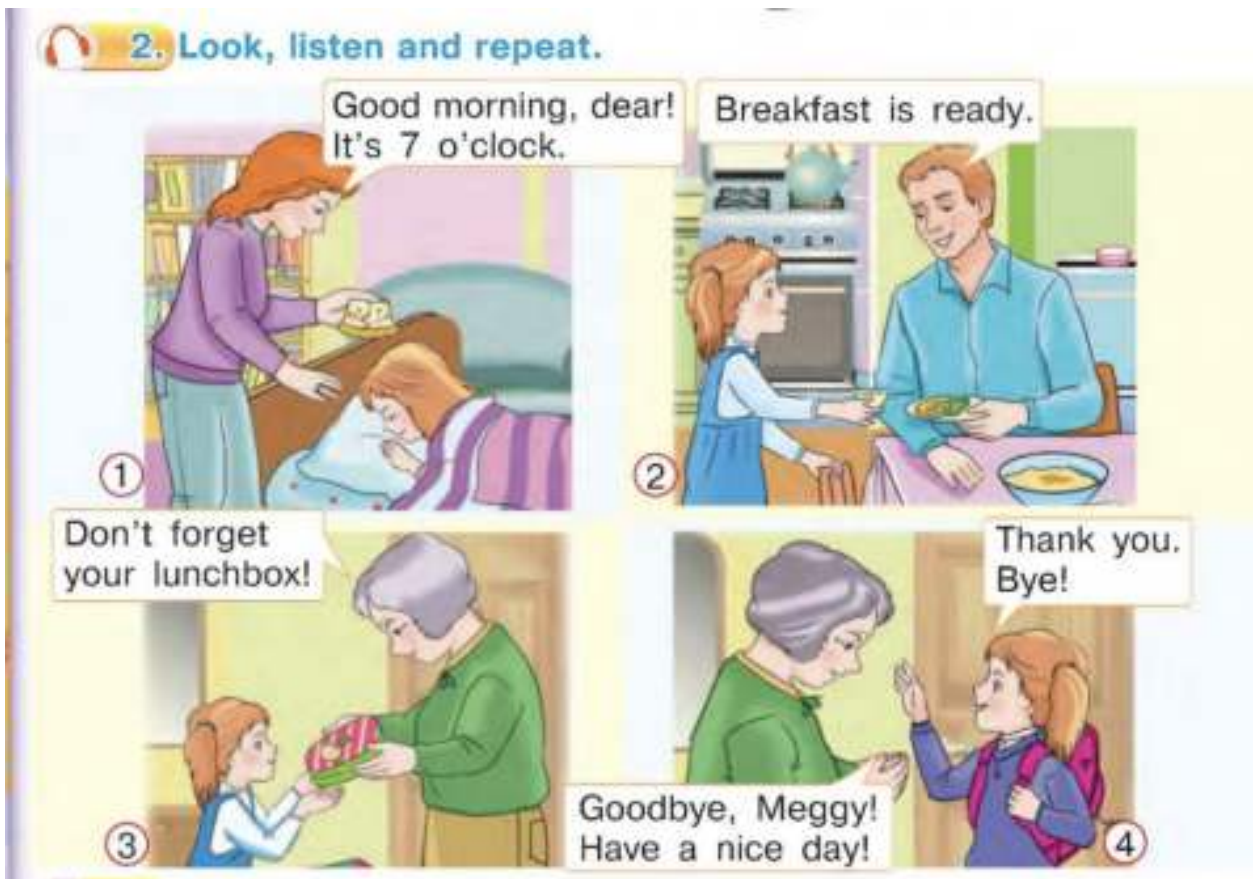 2. Look, listen and repeat.
Good morning, dear!
It's 7 o'clock.
Breakfast is ready.
1
2
Don't forget
your lunchbox!
Thank you.
Bye!
Goodbye, Meggy!
Have a nice day!
3
4